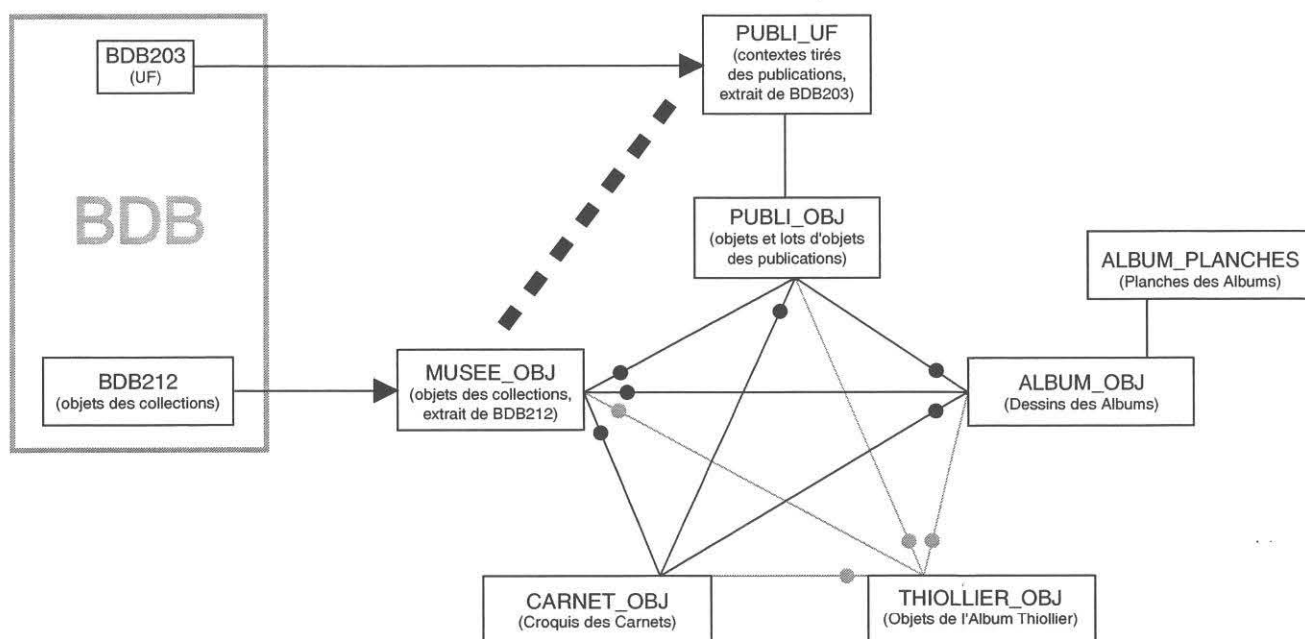 BDB203
(UF)
BDB
BDB212
(objets des collections)
PUBLI_UF
(contextes tirés
des publications,
extrait de BDB203)
PUBLI_OBJ
(objets et lots d'objets
des publications)
ALBUM_PLANCHES
(Planches des Albums)
MUSEE_OBJ
(objets des collections,
extrait de BDB212)
ALBUM_OBJ
(Dessins des Albums)
CARNET_OBJ
(Croquis des Carnets)
THIOLLIER_OBJ
(Objets de l'Album Thiollier)